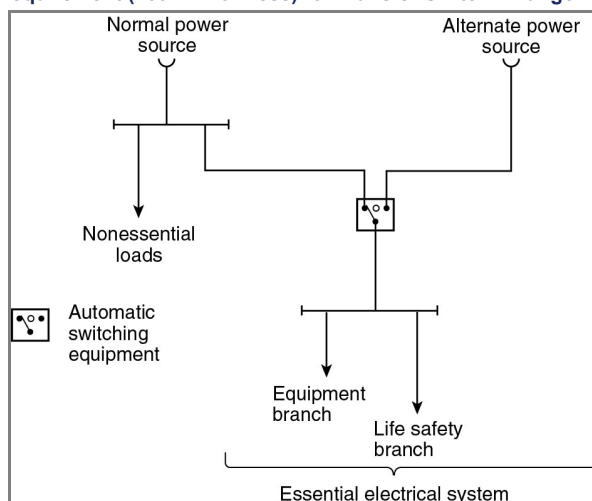 Normal power
source
Alternate power
source
Nonessential
loads
Automatic
switching
equipment
Equipment
branch
Life safety
branch
Essential electrical system